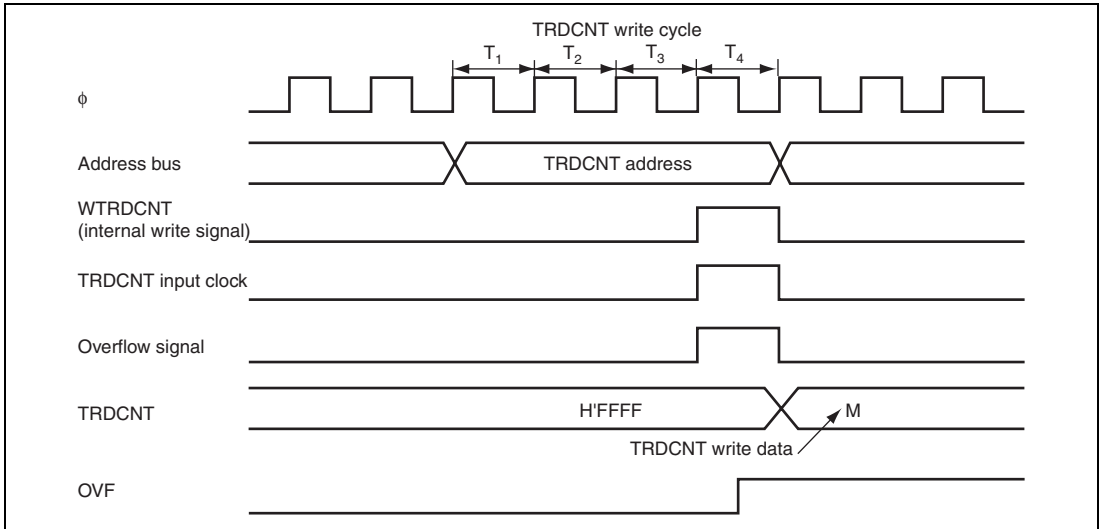 TRDCNT write cycle
T1 T2 T3 T4
ϕ
Address bus
TRDCNT address
WTRDCNT
(internal write signal)
TRDCNT input clock
Overflow signal
TRDCNT
H'FFFF
M
TRDCNT write data
OVF